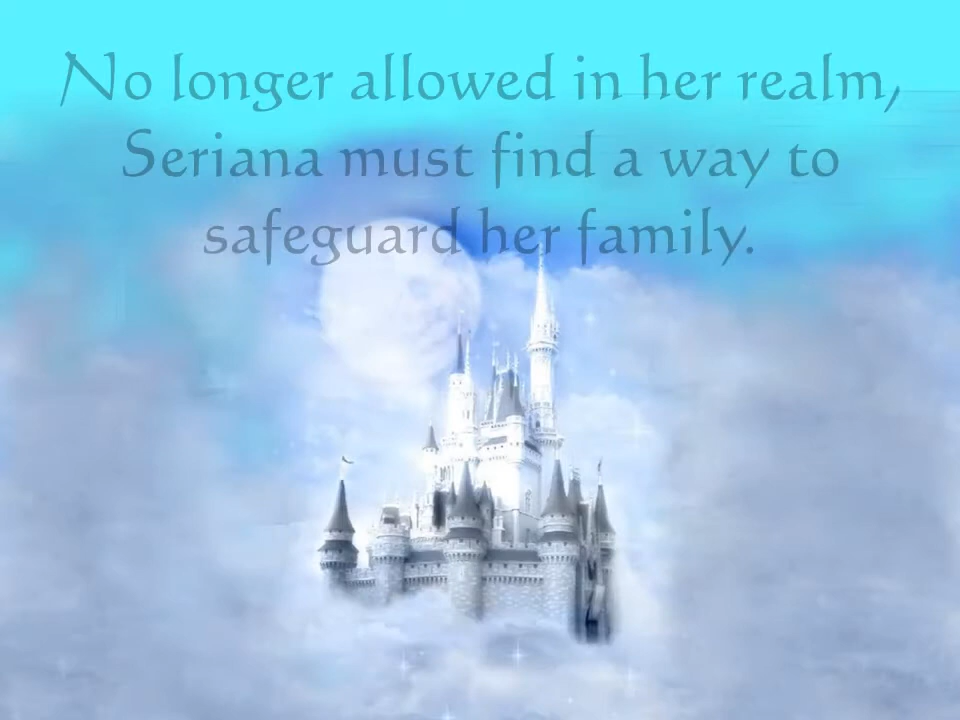 No longer allowed in her realm,
Seriana must find a way to
safeguard her family.